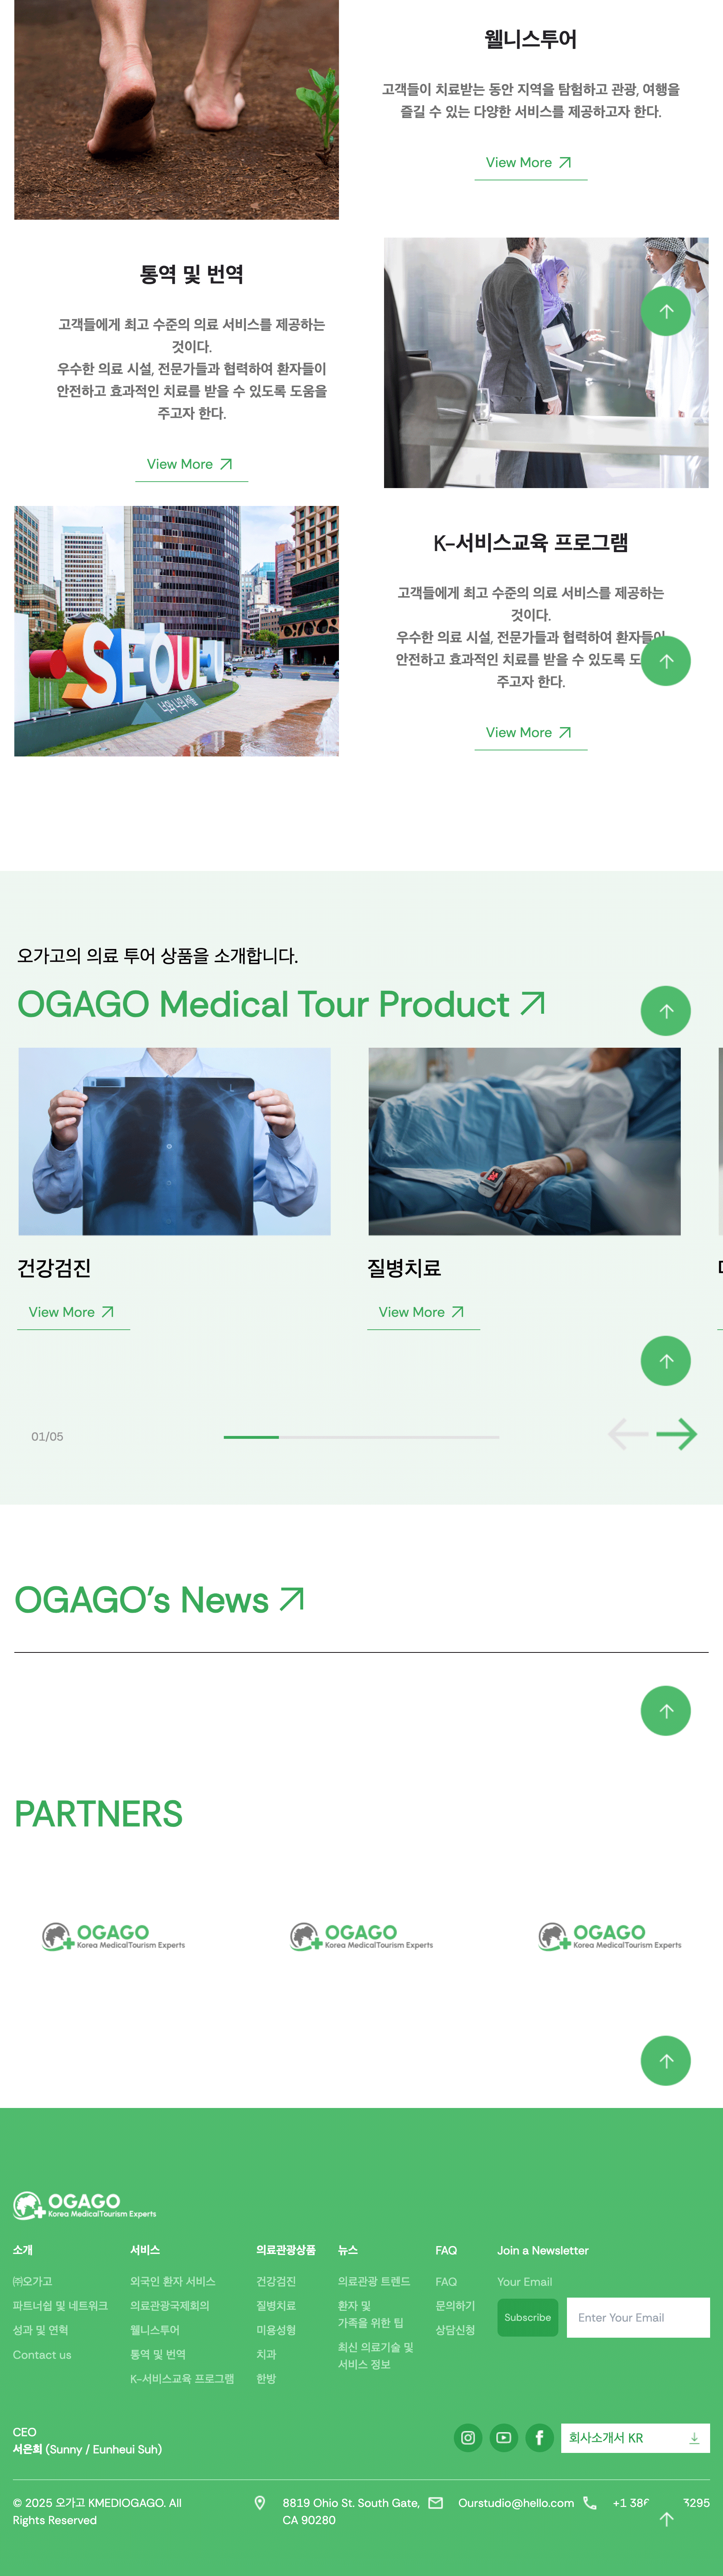 웰니스투어
고객들이 치료받는 동안 지역을 탐험하고 관광, 여행을
즐길 수 있는 다양한 서비스를 제공하고자 한다.
View More
통역 및 번역
고객들에게 최고 수준의 의료 서비스를 제공하는
것이다.
우수한 의료 시설, 전문가들과 협력하여 환자들이
안전하고 효과적인 치료를 받을 수 있도록 도움을
주고자 한다.
View More
SEOUL
나와 나의 서울
K-서비스교육 프로그램
고객들에게 최고 수준의 의료 서비스를 제공하는
것이다.
우수한 의료 시설, 전문가들과 협력하여 환자들이
안전하고 효과적인 치료를 받을 수 있도록
주고자 한다.
View More
오가고의 의료 투어 상품을 소개합니다.
OGAGO Medical Tour Product
건강검진
View More
질병치료
View More
01/05
OGAGO's News
PARTNERS
OGAGO
Korea MedicalTourism Experts
OGAGO
Korea MedicalTourism Experts
OGAGO
Korea MedicalTourism Experts
OGAGO
Korea MedicalTourism Experts
소개
㈜오가고
파트너쉽 및 네트워크
성과 및 연혁
Contact us
서비스
외국인 환자 서비스
의료관광국제회의
웰니스투어
통역 및 번역
K-서비스교육 프로그램
의료관광상품
건강검진
질병치료
미용성형
치과
한방
뉴스
의료관광 트렌드
환자 및
가족을 위한 팁
최신 의료기술 및
서비스 정보
FAQ
FAQ
문의하기
상담신청
Join a Newsletter
Your Email
Subscribe
Enter Your Email
CEO
서은희 (Sunny / Eunheui Suh)
회사소개서 KR
© 2025 오가고 KMEDIOGAGO. All
Rights Reserved
8819 Ohio St. South Gate,
CA 90280
Ourstudio@hello.com
+1 38 3295